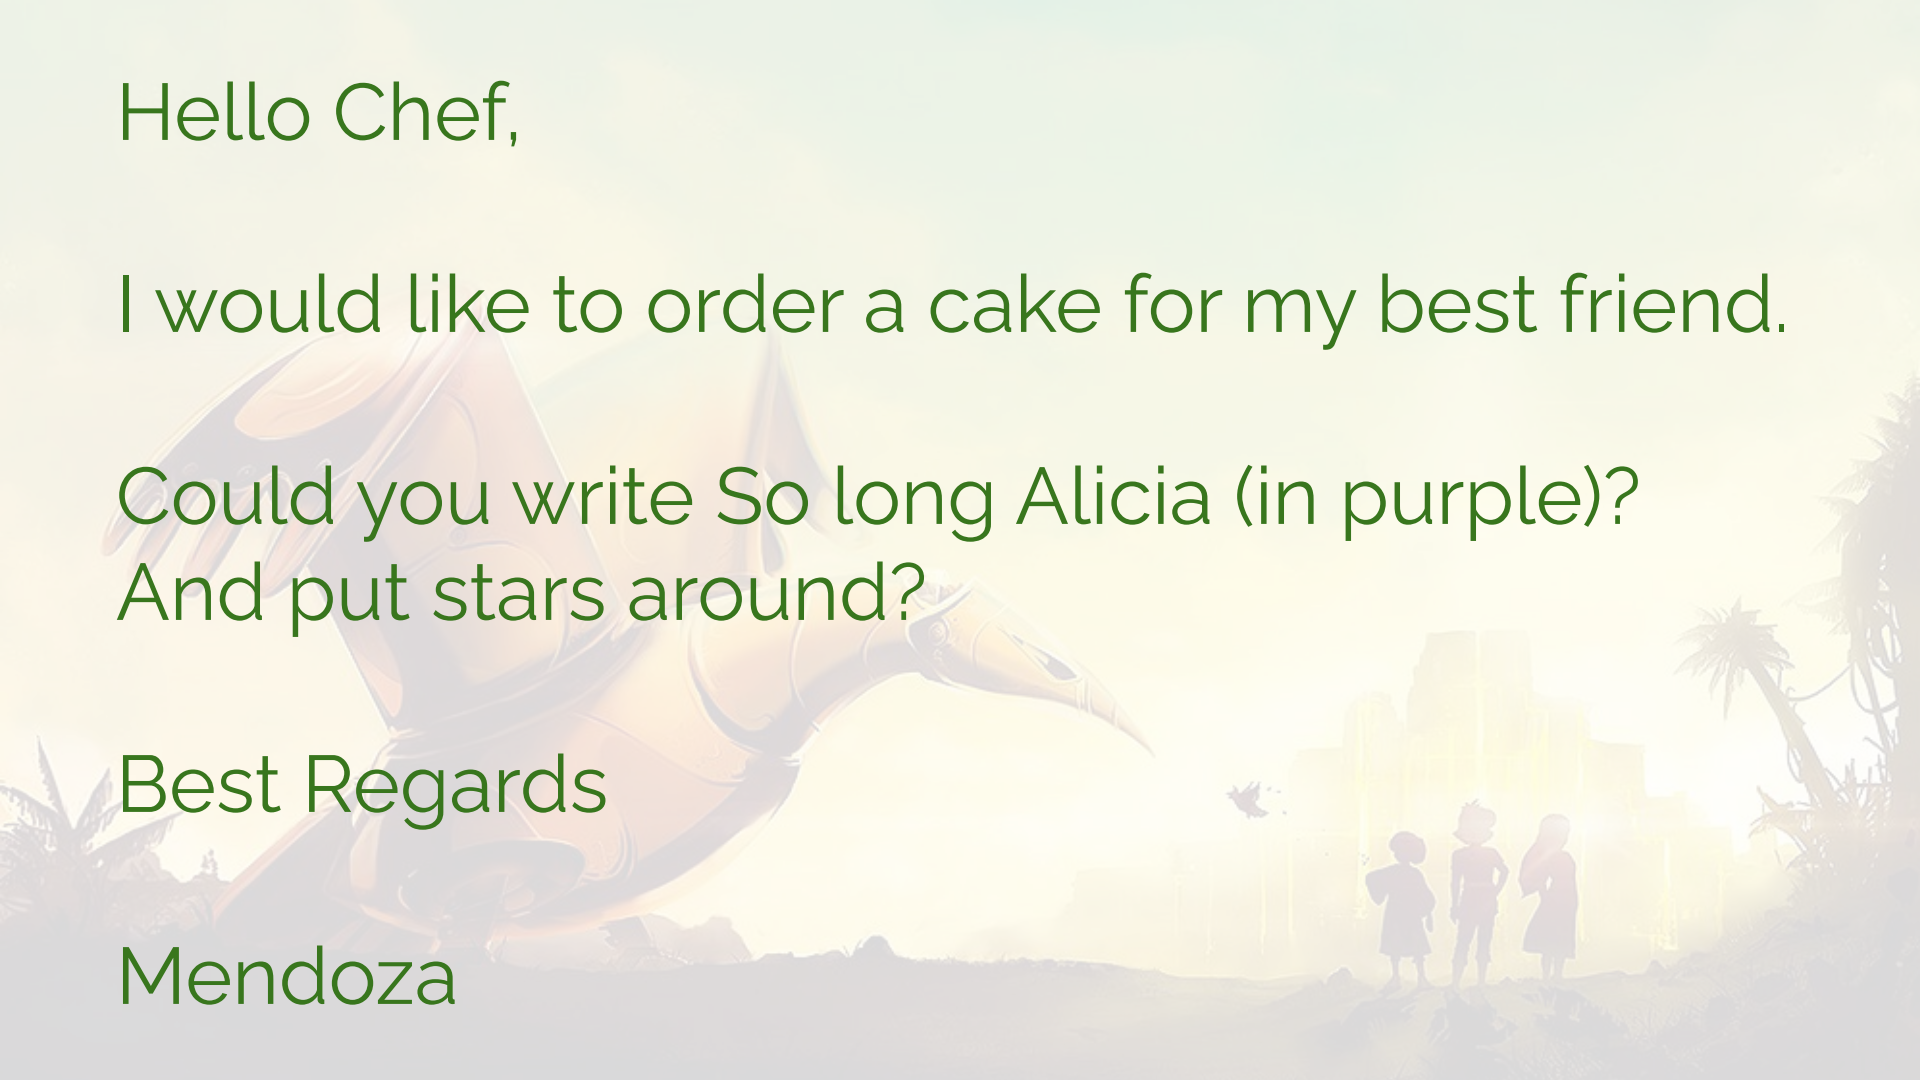 Hello Chef,
I would like to order a cake for my best friend.
Could you write So long Alicia (in purple)?
And put stars around?
Best Regards
Mendoza